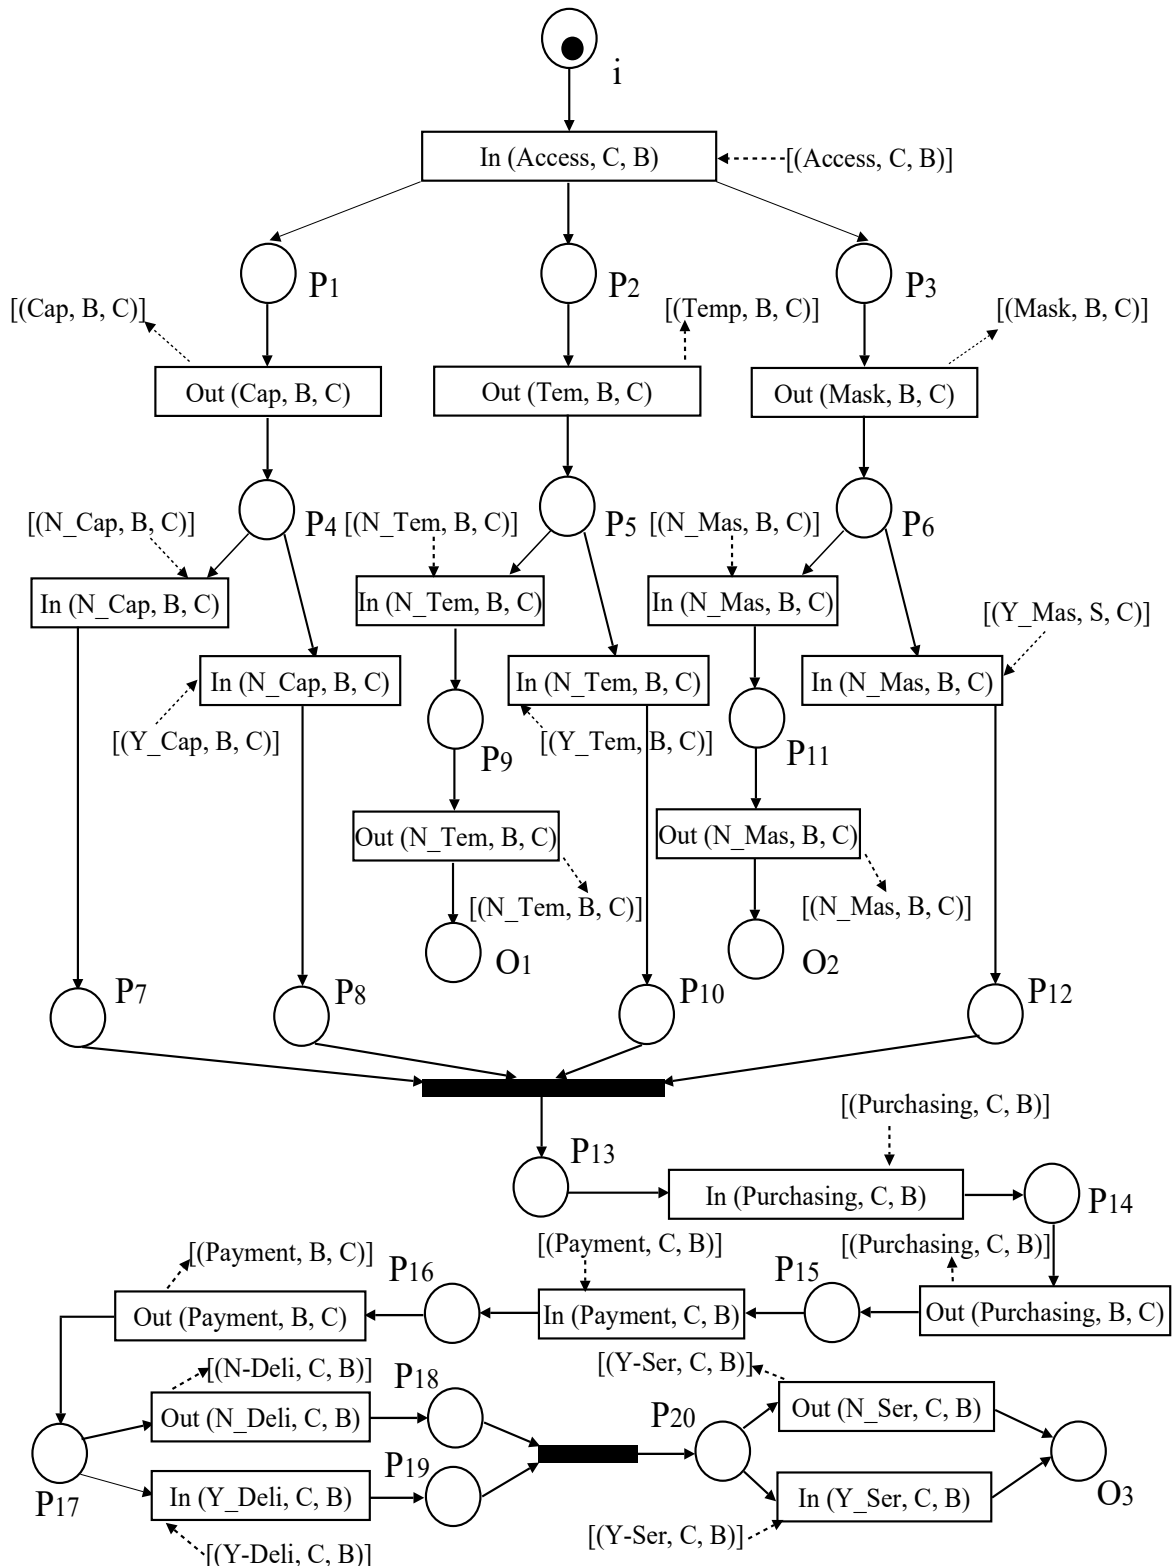 i
In (Access, C, B)
[(Access, C, B)]
P1
P2
P3
[(Cap, B, C)]
[(Temp, B, C)]
[(Mask, B, C)]
Out (Cap, B, C)
Out (Tem, B, C)
Out (Mask, B, C)
P4
P5
P6
[(N_Cap, B, C)]
[(N_Tem, B, C)]
[(N_Mas, B, C)]
In (N_Cap, B, C)
In (N_Tem, B, C)
In (N_Mas, B, C)
[(Y_Mas, S, C)]
In (N_Cap, B, C)
In (N_Tem, B, C)
In (N_Mas, B, C)
[(Y_Cap, B, C)]
P9
[(Y_Tem, B, C)]
P11
Out (N_Tem, B, C)
Out (N_Mas, B, C)
[(N_Tem, B, C)]
[(N_Mas, B, C)]
O1
O2
P7
P8
P10
P12
[(Purchasing, C, B)]
P13
In (Purchasing, C, B)
P14
[(Payment, B, C)]
P16
[(Payment, C, B)]
P15
[(Purchasing, C, B)]
Out (Payment, B, C)
In (Payment, C, B)
Out (Purchasing, B, C)
[(N-Deli, C, B)]
P18
[(Y-Ser, C, B)]
Out (N_Deli, C, B)
P20
Out (N_Ser, C, B)
P17
P19
In (Y_Deli, C, B)
In (Y_Ser, C, B)
O3
[(Y-Deli, C, B)]
[(Y-Ser, C, B)]